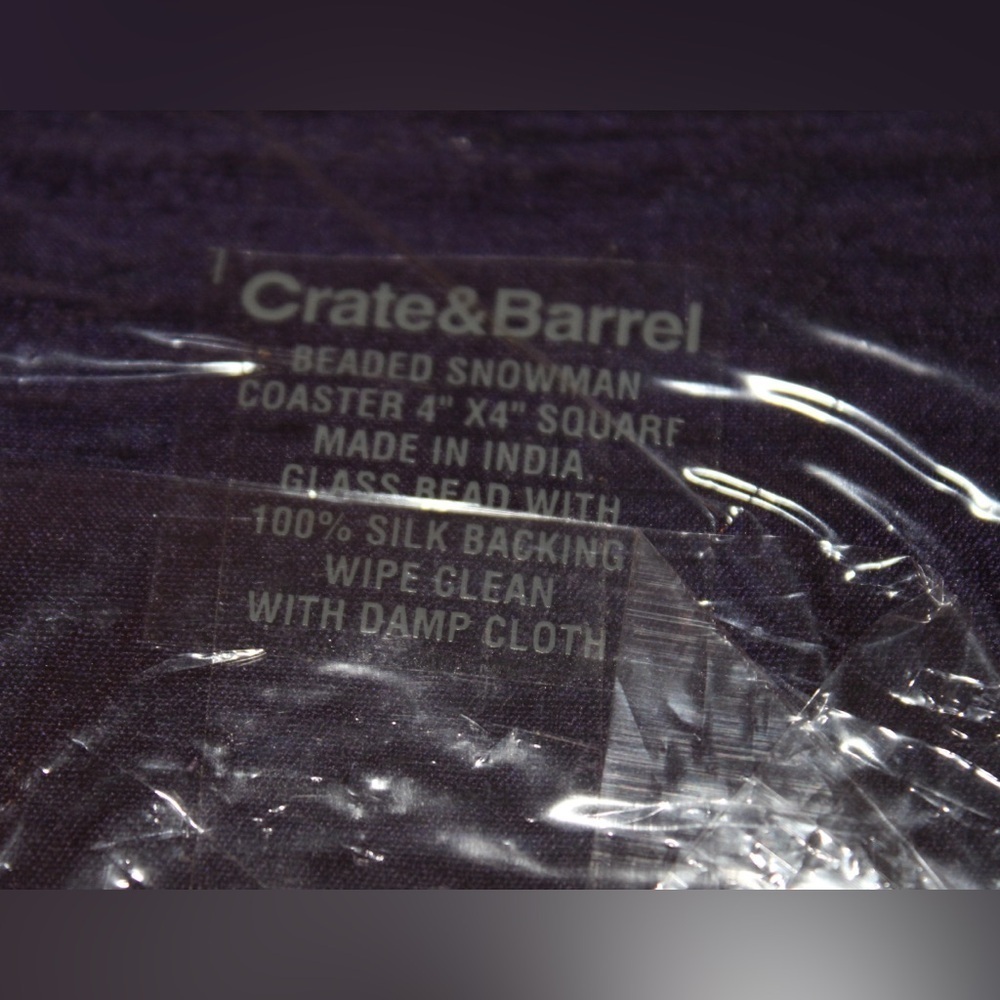 Crate&Barrel
BEADED SNOWMAN
COASTER 4" X4" SQUARE
MADE IN INDIA.
GLASS BEAD WITH
100% SILK BACKING
WIPE CLEAN
WITH DAMP CLOTH